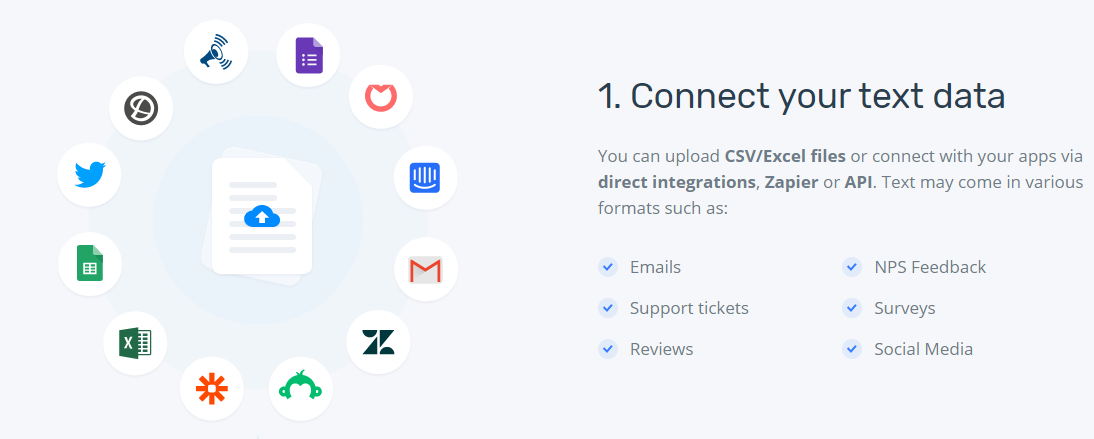 1. Connect your text data
You can upload CSV/Excel files or connect with your apps via
direct integrations, Zapier or API. Text may come in various
formats such as:
Emails
NPS Feedback
Support tickets
Surveys
Reviews
Social Media
X